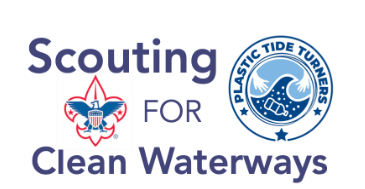 Scouting
PLASTIC TIDE TURNERS
FOR
®
Clean Waterways